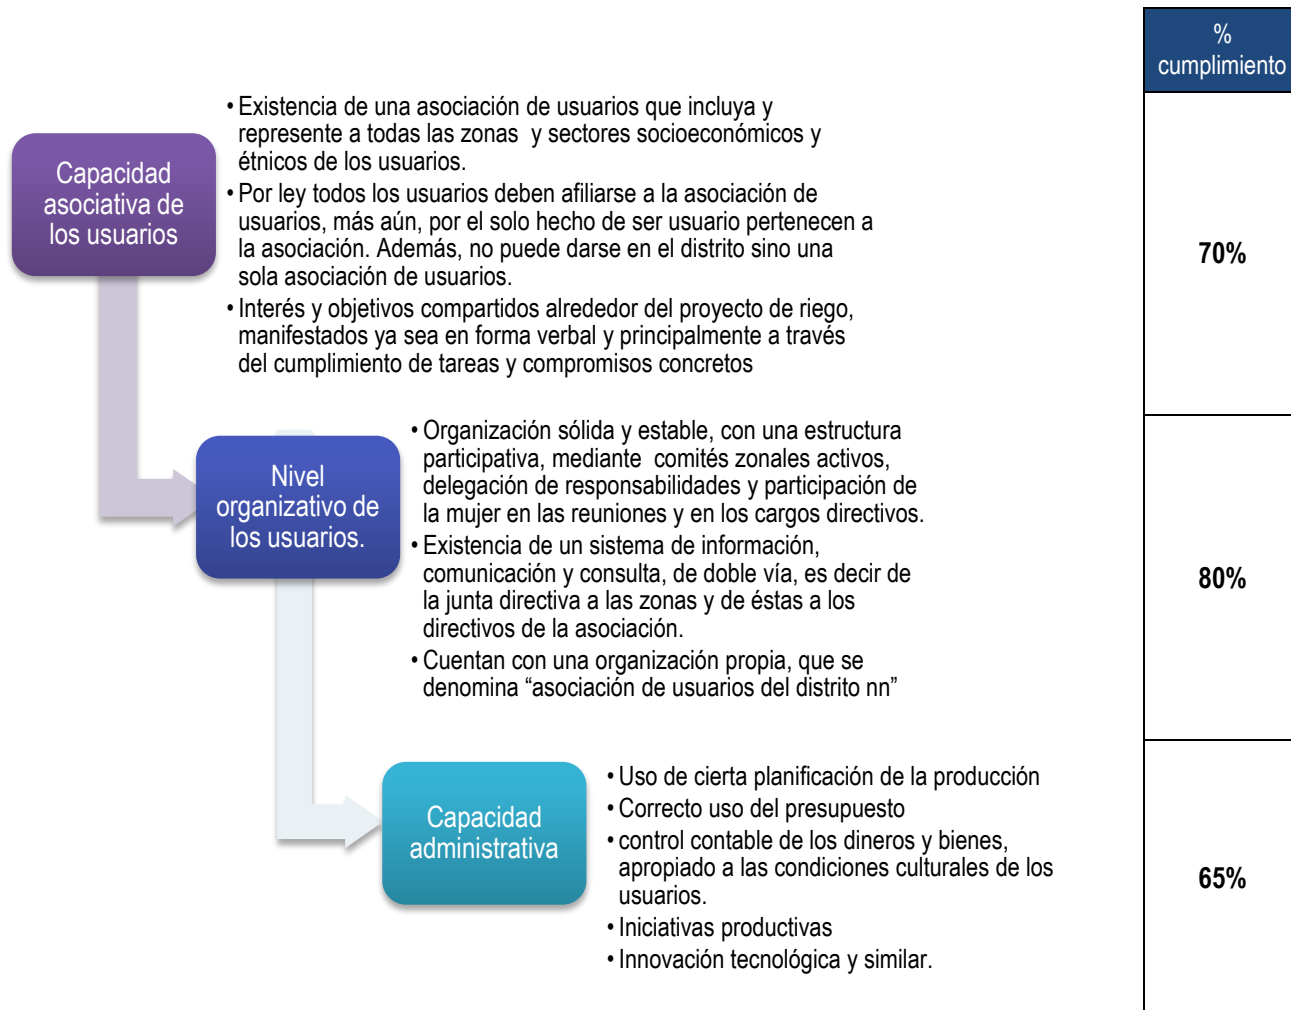 %
cumplimiento
Capacidad
asociativa de
los usuarios
• Existencia de una asociación de usuarios que incluya y
represente a todas las zonas y sectores socioeconómicos y
étnicos de los usuarios.
• Por ley todos los usuarios deben afiliarse a la asociación de
usuarios, más aún, por el solo hecho de ser usuario pertenecen a
la asociación. Además, no puede darse en el distrito sino una
sola asociación de usuarios.
• Interés y objetivos compartidos alrededor del proyecto de riego,
manifestados ya sea en forma verbal y principalmente a través
del cumplimiento de tareas y compromisos concretos
70%
Nivel
organizativo de
los usuarios.
• Organización sólida y estable, con una estructura
participativa, mediante comités zonales activos,
delegación de responsabilidades y participación de
la mujer en las reuniones y en los cargos directivos.
• Existencia de un sistema de información,
comunicación y consulta, de doble vía, es decir de
la junta directiva a las zonas y de éstas a los
directivos de la asociación.
• Cuentan con una organización propia, que se
denomina “asociación de usuarios del distrito nn”
80%
Capacidad
administrativa
• Uso de cierta planificación de la producción
• Correcto uso del presupuesto
• control contable de los dineros y bienes,
apropiado a las condiciones culturales de los
usuarios.
• Iniciativas productivas
• Innovación tecnológica y similar.
65%